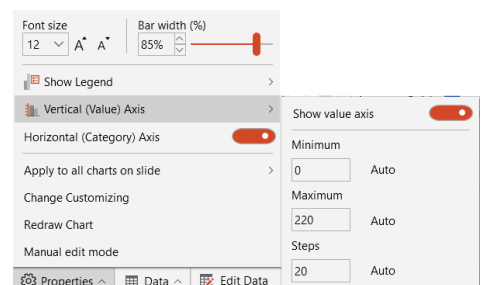 Font size
Bar width (%)
12 A A 85%
Show Legend
Vertical (Value) Axis
Horizontal (Category) Axis
Apply to all charts on slide
Change Customizing
Redraw Chart
Manual edit mode
Properties Data Edit Data
Show value axis
Minimum
0 Auto
Maximum
220 Auto
Steps
20 Auto